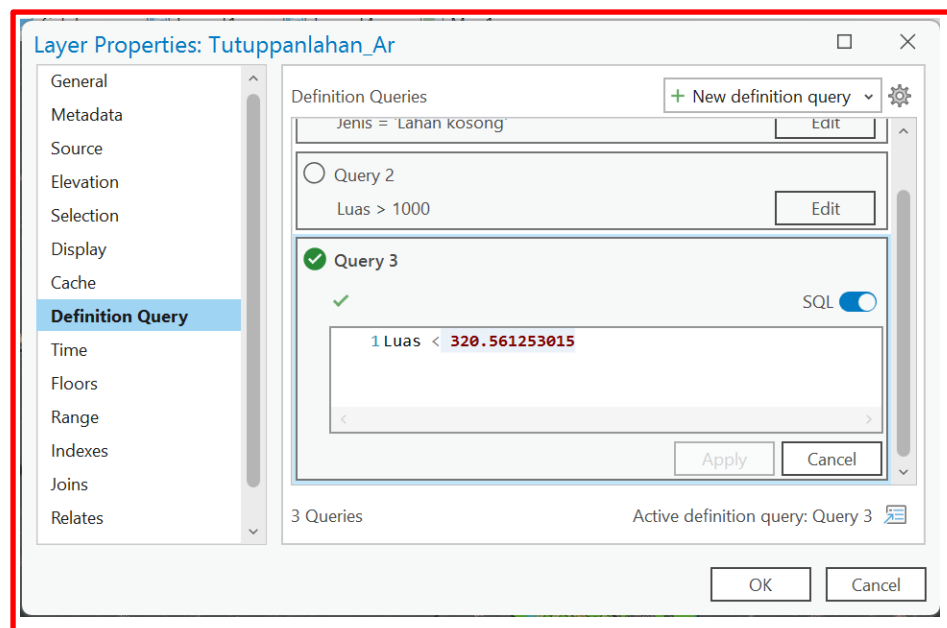 Layer Properties: Tutuppanlahan_Ar
General
Metadata
Source
Elevation
Selection
Display
Cache
Definition Query
Time
Floors
Range
Indexes
Joins
Relates
Definition Queries
+ New definition query
Jenis = 'Lahan kosong'
Edit
Query 2
Luas > 1000
Edit
Query 3
SQL
1 Luas < 320.561253015
Apply
Cancel
3 Queries
Active definition query: Query 3
OK
Cancel